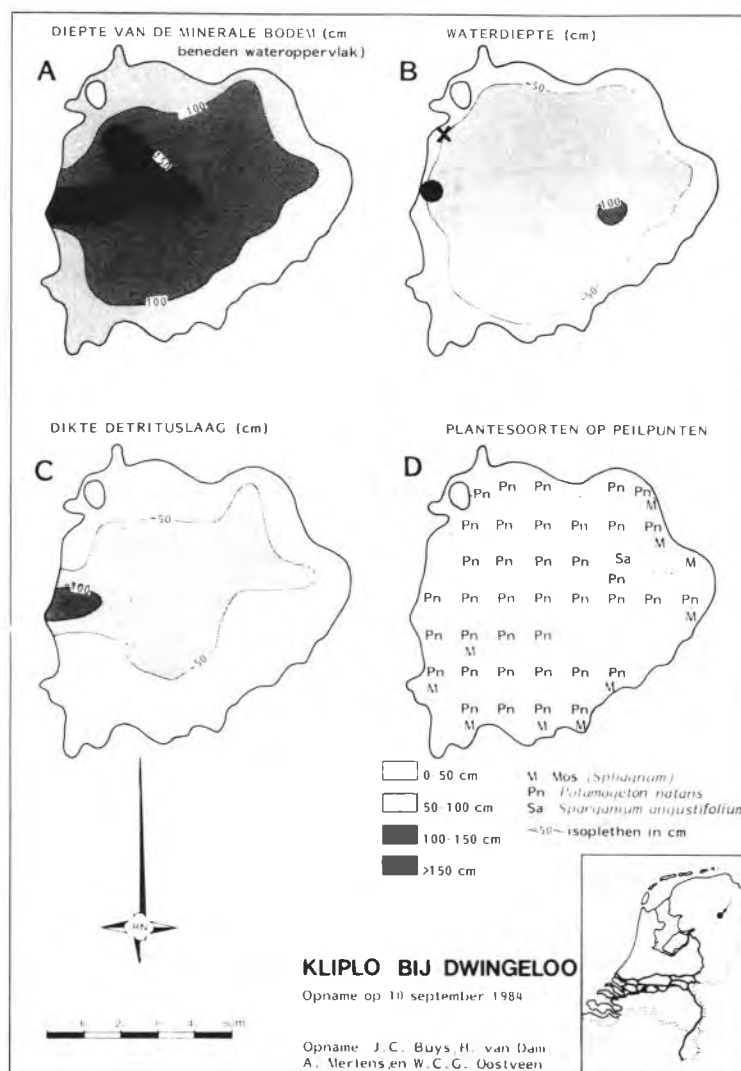 DIEPTE VAN DE MINERALE BODEM (cm
beneden wateroppervlak)
A
100
150
100
WATERDIEPTE (cm)
B
50
X
100
50
DIKTE DETRITUSLAAG (cm)
C
50
>100
50
PLANTESOORTEN OP PEILPUNTEN
D
Pn Pn Pn Pn Pn
M
Pn Pn Pn Pn Pn Pn
M
Pn Pn Pn Pn Sa M
Pn
Pn Pn Pn Pn Pn Pn Pn Pn
M
Pn Pn Pn Pn
M
Pn Pn Pn Pn Pn Pn
M M
Pn Pn Pn Pn Pn
M M M
0-50 cm
50-100 cm
100-150 cm
>150 cm
M Mos (Sphagnum)
Pn Potamogeton natans
Sa Sparganium angustifolium
50 isoplethen in cm
RN
KLIPLO BIJ DWINGELOO
Opname op 10 september 1984
Opname J.C. Buys, H. van Dam
A. Mertens, en W.C.G. Oostveen